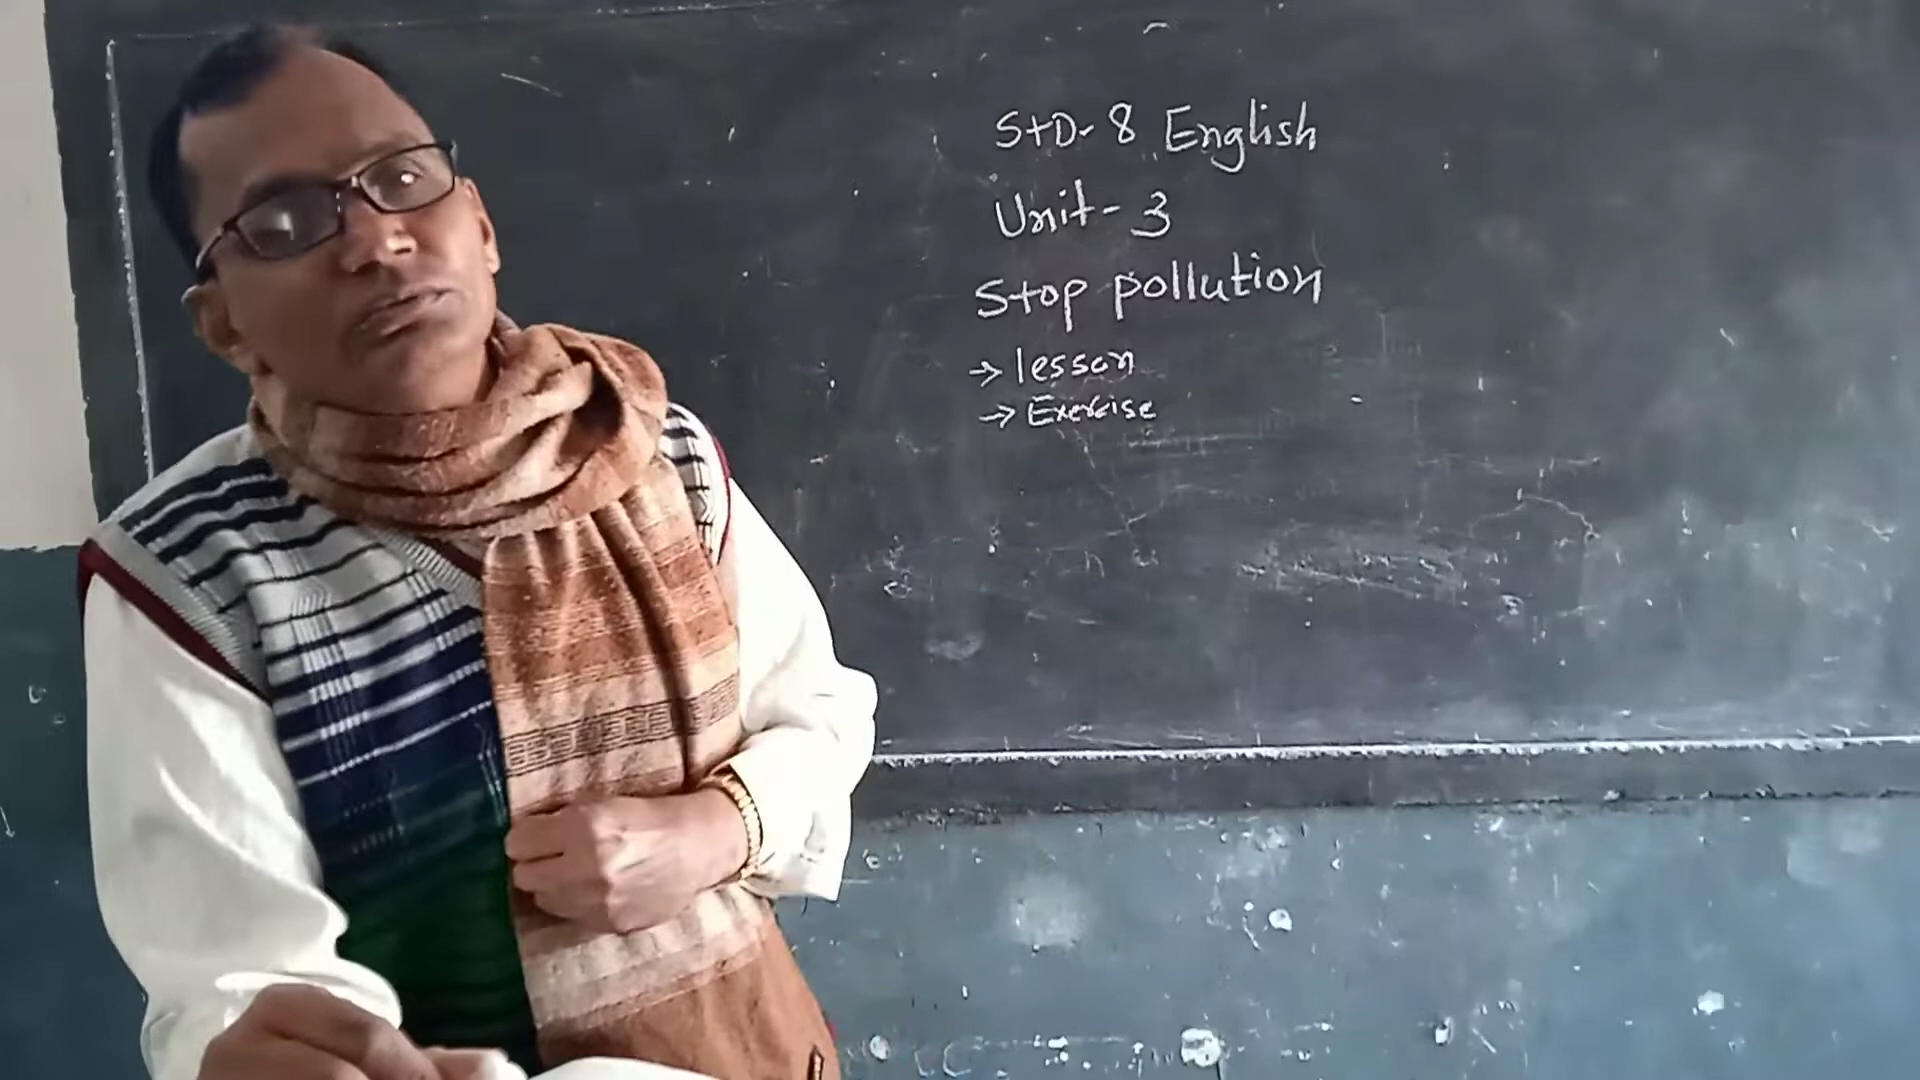 STD-8 English
Unit-3
Stop pollution
→ lesson
→ Exercise